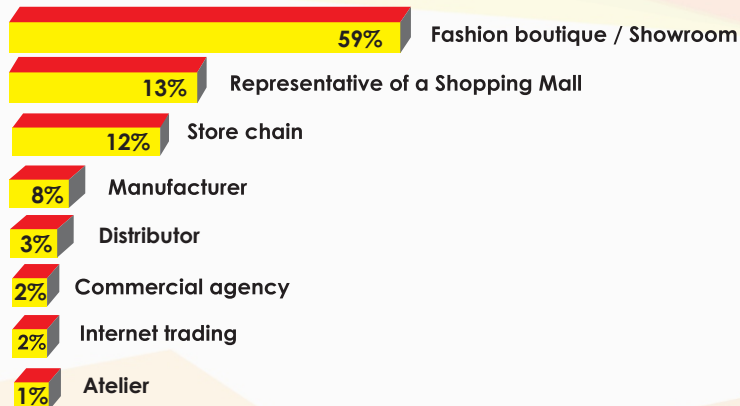 59% Fashion boutique / Showroom
13% Representative of a Shopping Mall
12% Store chain
8% Manufacturer
3% Distributor
2% Commercial agency
2% Internet trading
1% Atelier